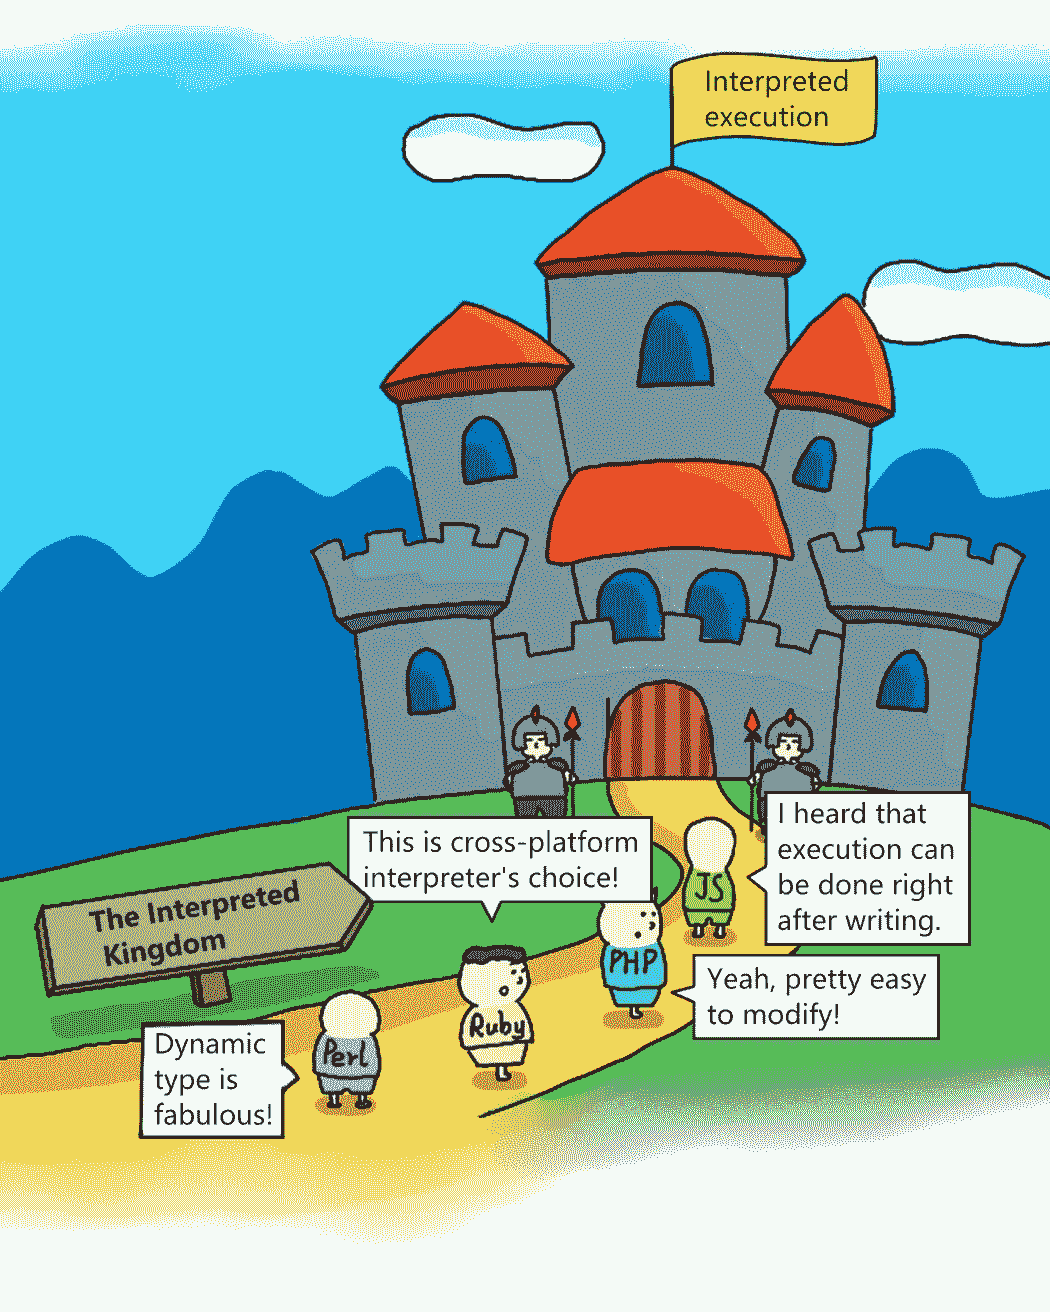 Interpreted
execution
I heard that
execution can
be done right
after writing.
This is cross-platform
interpreter's choice!
JS
The Interpreted
Kingdom
PHP
Yeah, pretty easy
to modify!
Ruby
Dynamic
type is
fabulous!
Perl